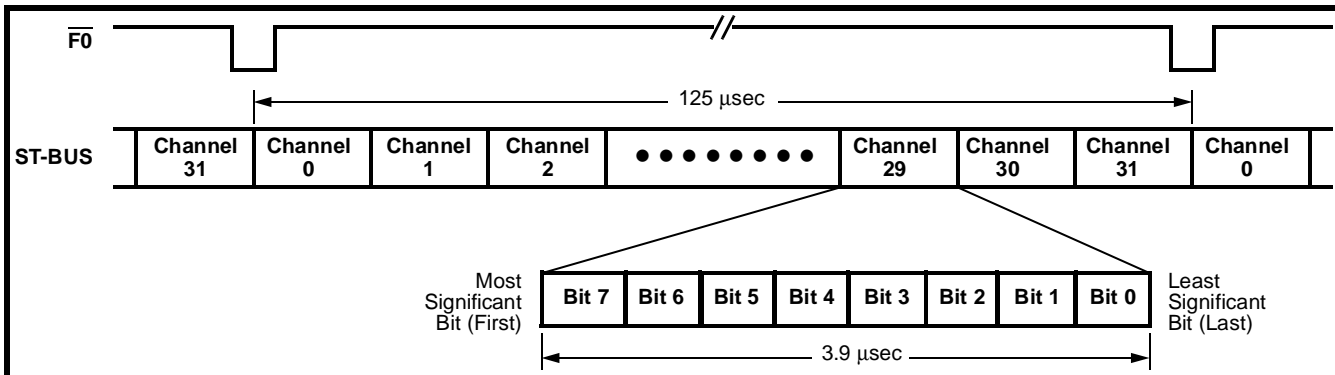 F0
125 μsec
ST-BUS
Channel 31
Channel 0
Channel 1
Channel 2
Channel 29
Channel 30
Channel 31
Channel 0
Most
Significant
Bit (First)
Bit 7 Bit 6 Bit 5 Bit 4 Bit 3 Bit 2 Bit 1 Bit 0
Least
Significant
Bit (Last)
3.9 μsec